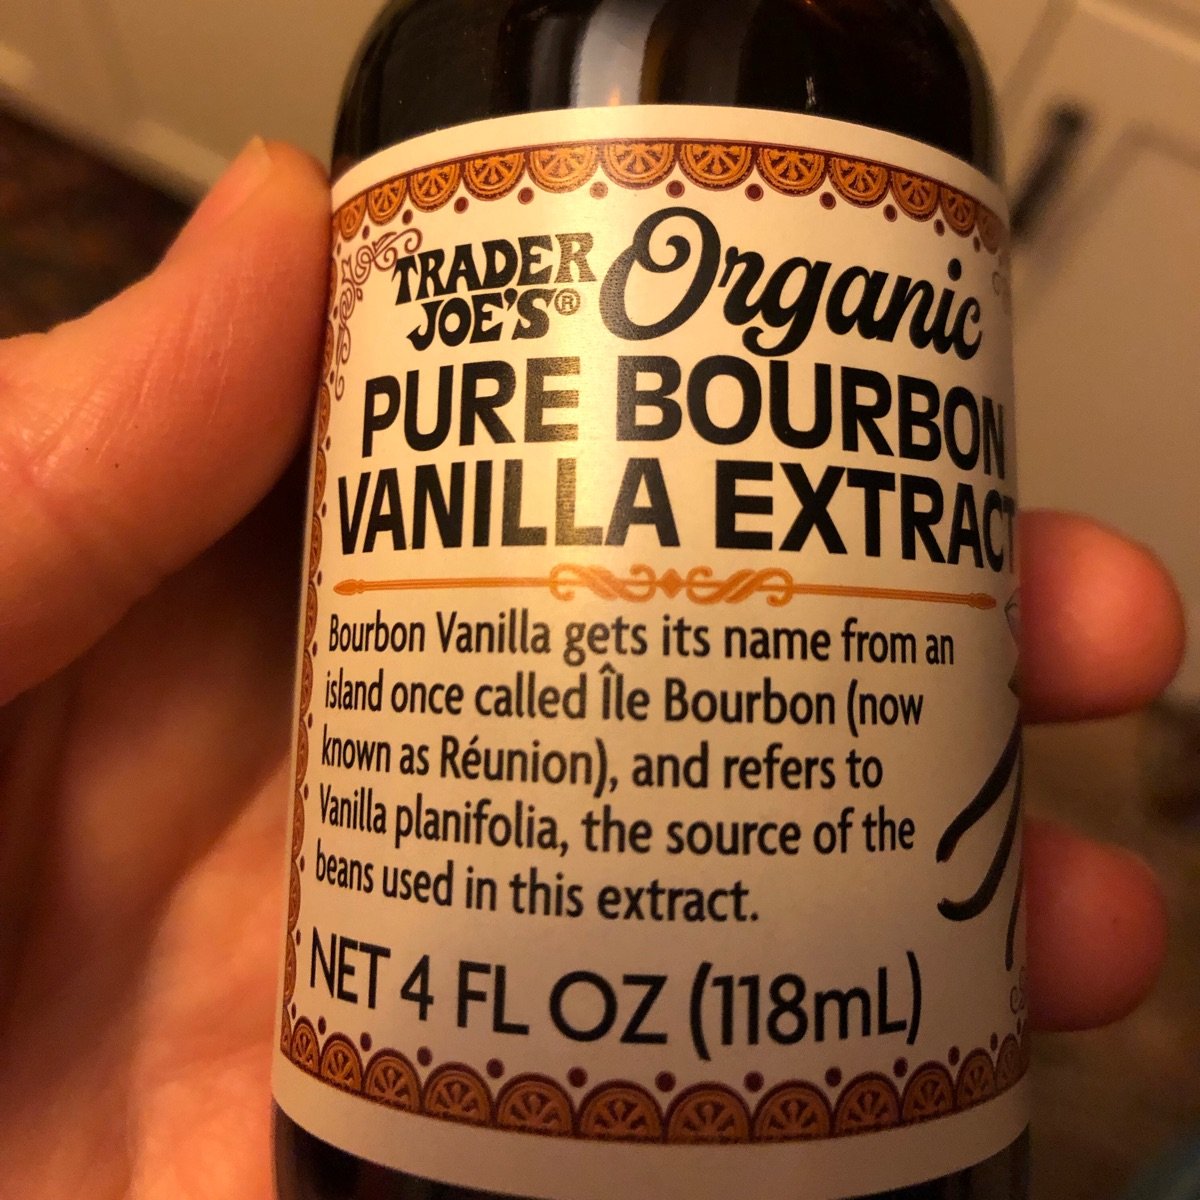 TRADER JOE'S® Organic
PURE BOURBON
VANILLA EXTRACT
Bourbon Vanilla gets its name from an
island once called Île Bourbon (now
known as Réunion), and refers to
Vanilla planifolia, the source of the
beans used in this extract.
NET 4 FL OZ (118mL)